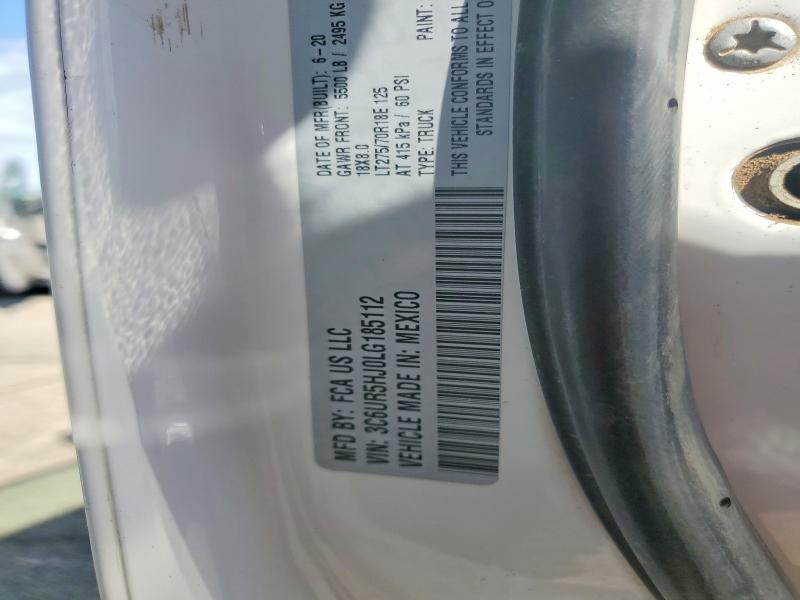 MFD BY: FCA US LLC
DATE OF MFR(BUILT): 6-20
GAWR FRONT: 5500 LB / 2495 KG
18X8.0
LT275/70R18E 125
AT 415 kPa / 60 PSI
VIN: 3C6UR5HJ0LG185112
TYPE: TRUCK
PAINT:
VEHICLE MADE IN: MEXICO
THIS VEHICLE CONFORMS TO ALL
STANDARDS IN EFFECT O